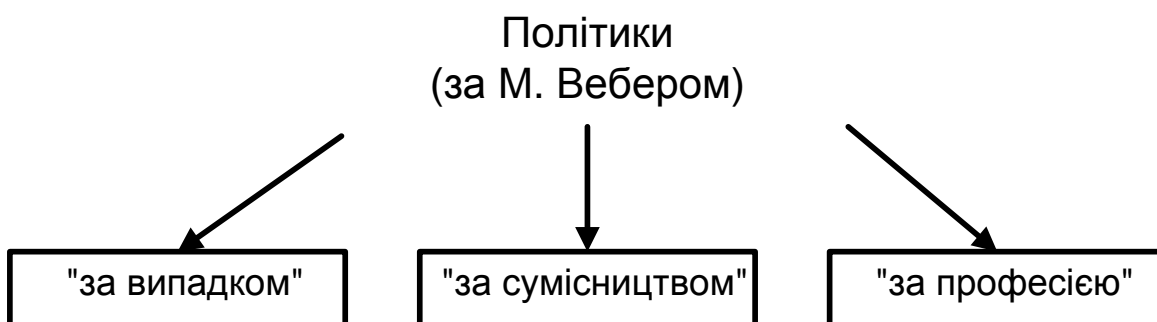 Політики
(за М. Вебером)
"за випадком"
"за сумісництвом"
"за професією"